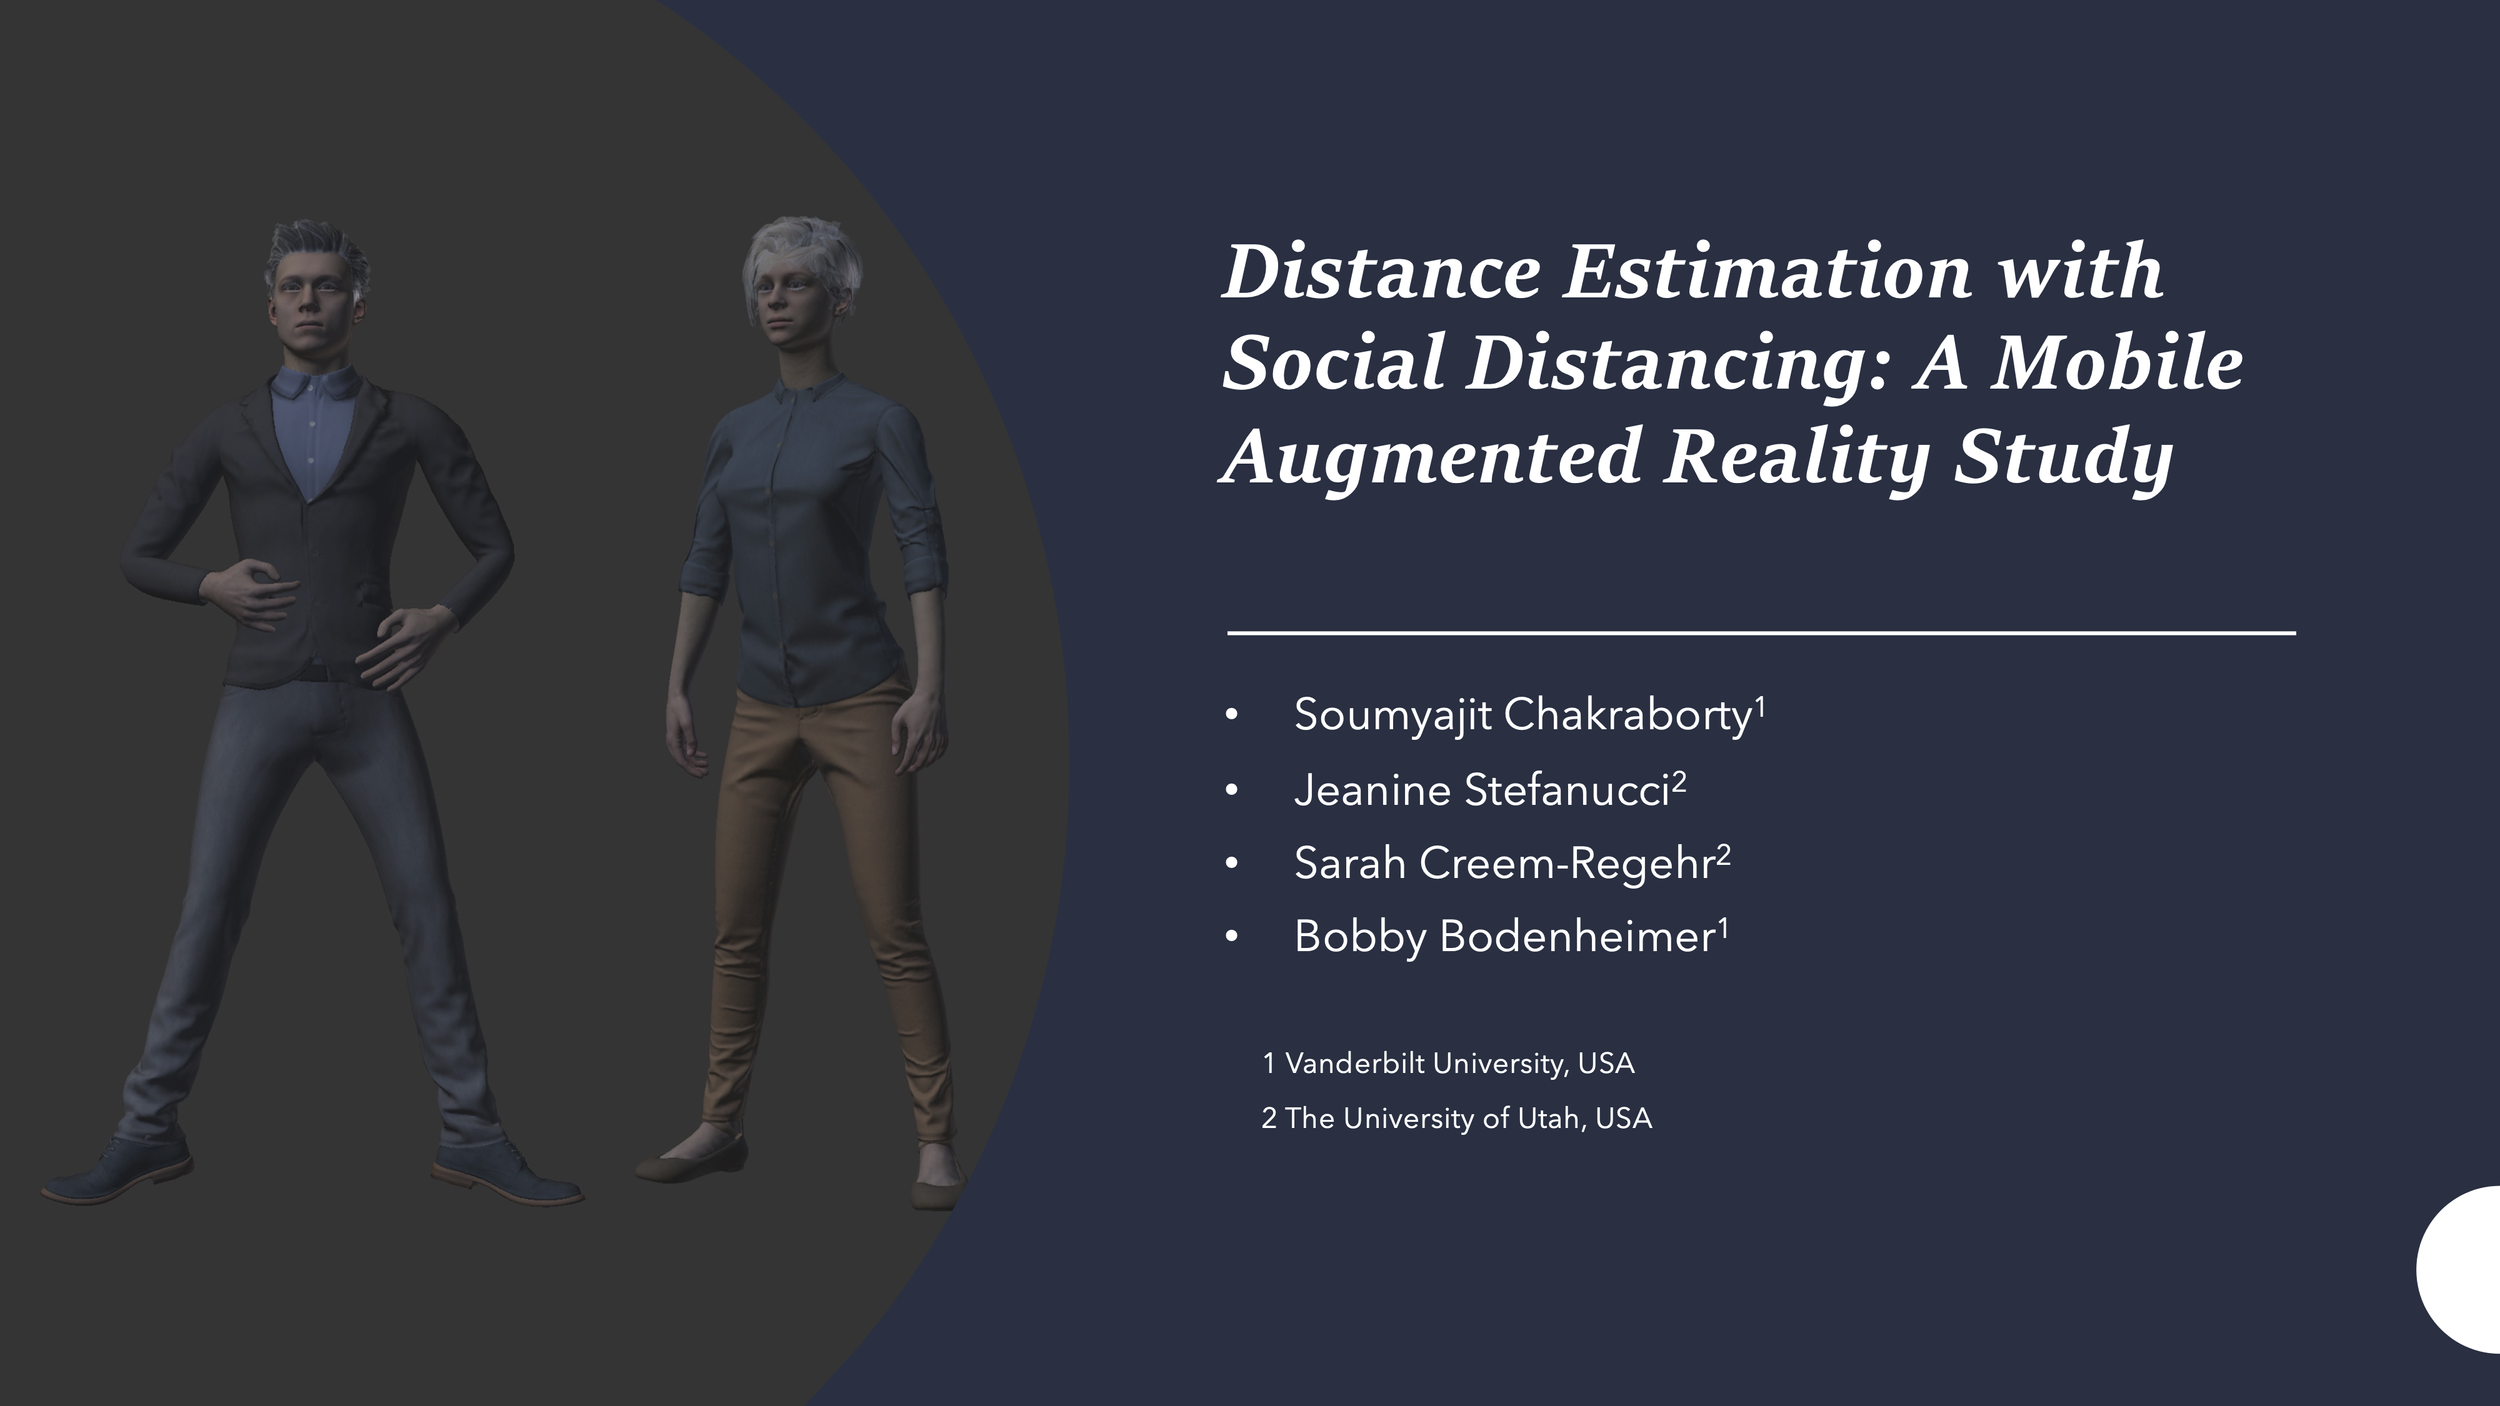 Distance Estimation with
Social Distancing: A Mobile
Augmented Reality Study
• Soumyajit Chakraborty¹
• Jeanine Stefanucci²
• Sarah Creem-Regehr²
• Bobby Bodenheimer¹
1 Vanderbilt University, USA
2 The University of Utah, USA